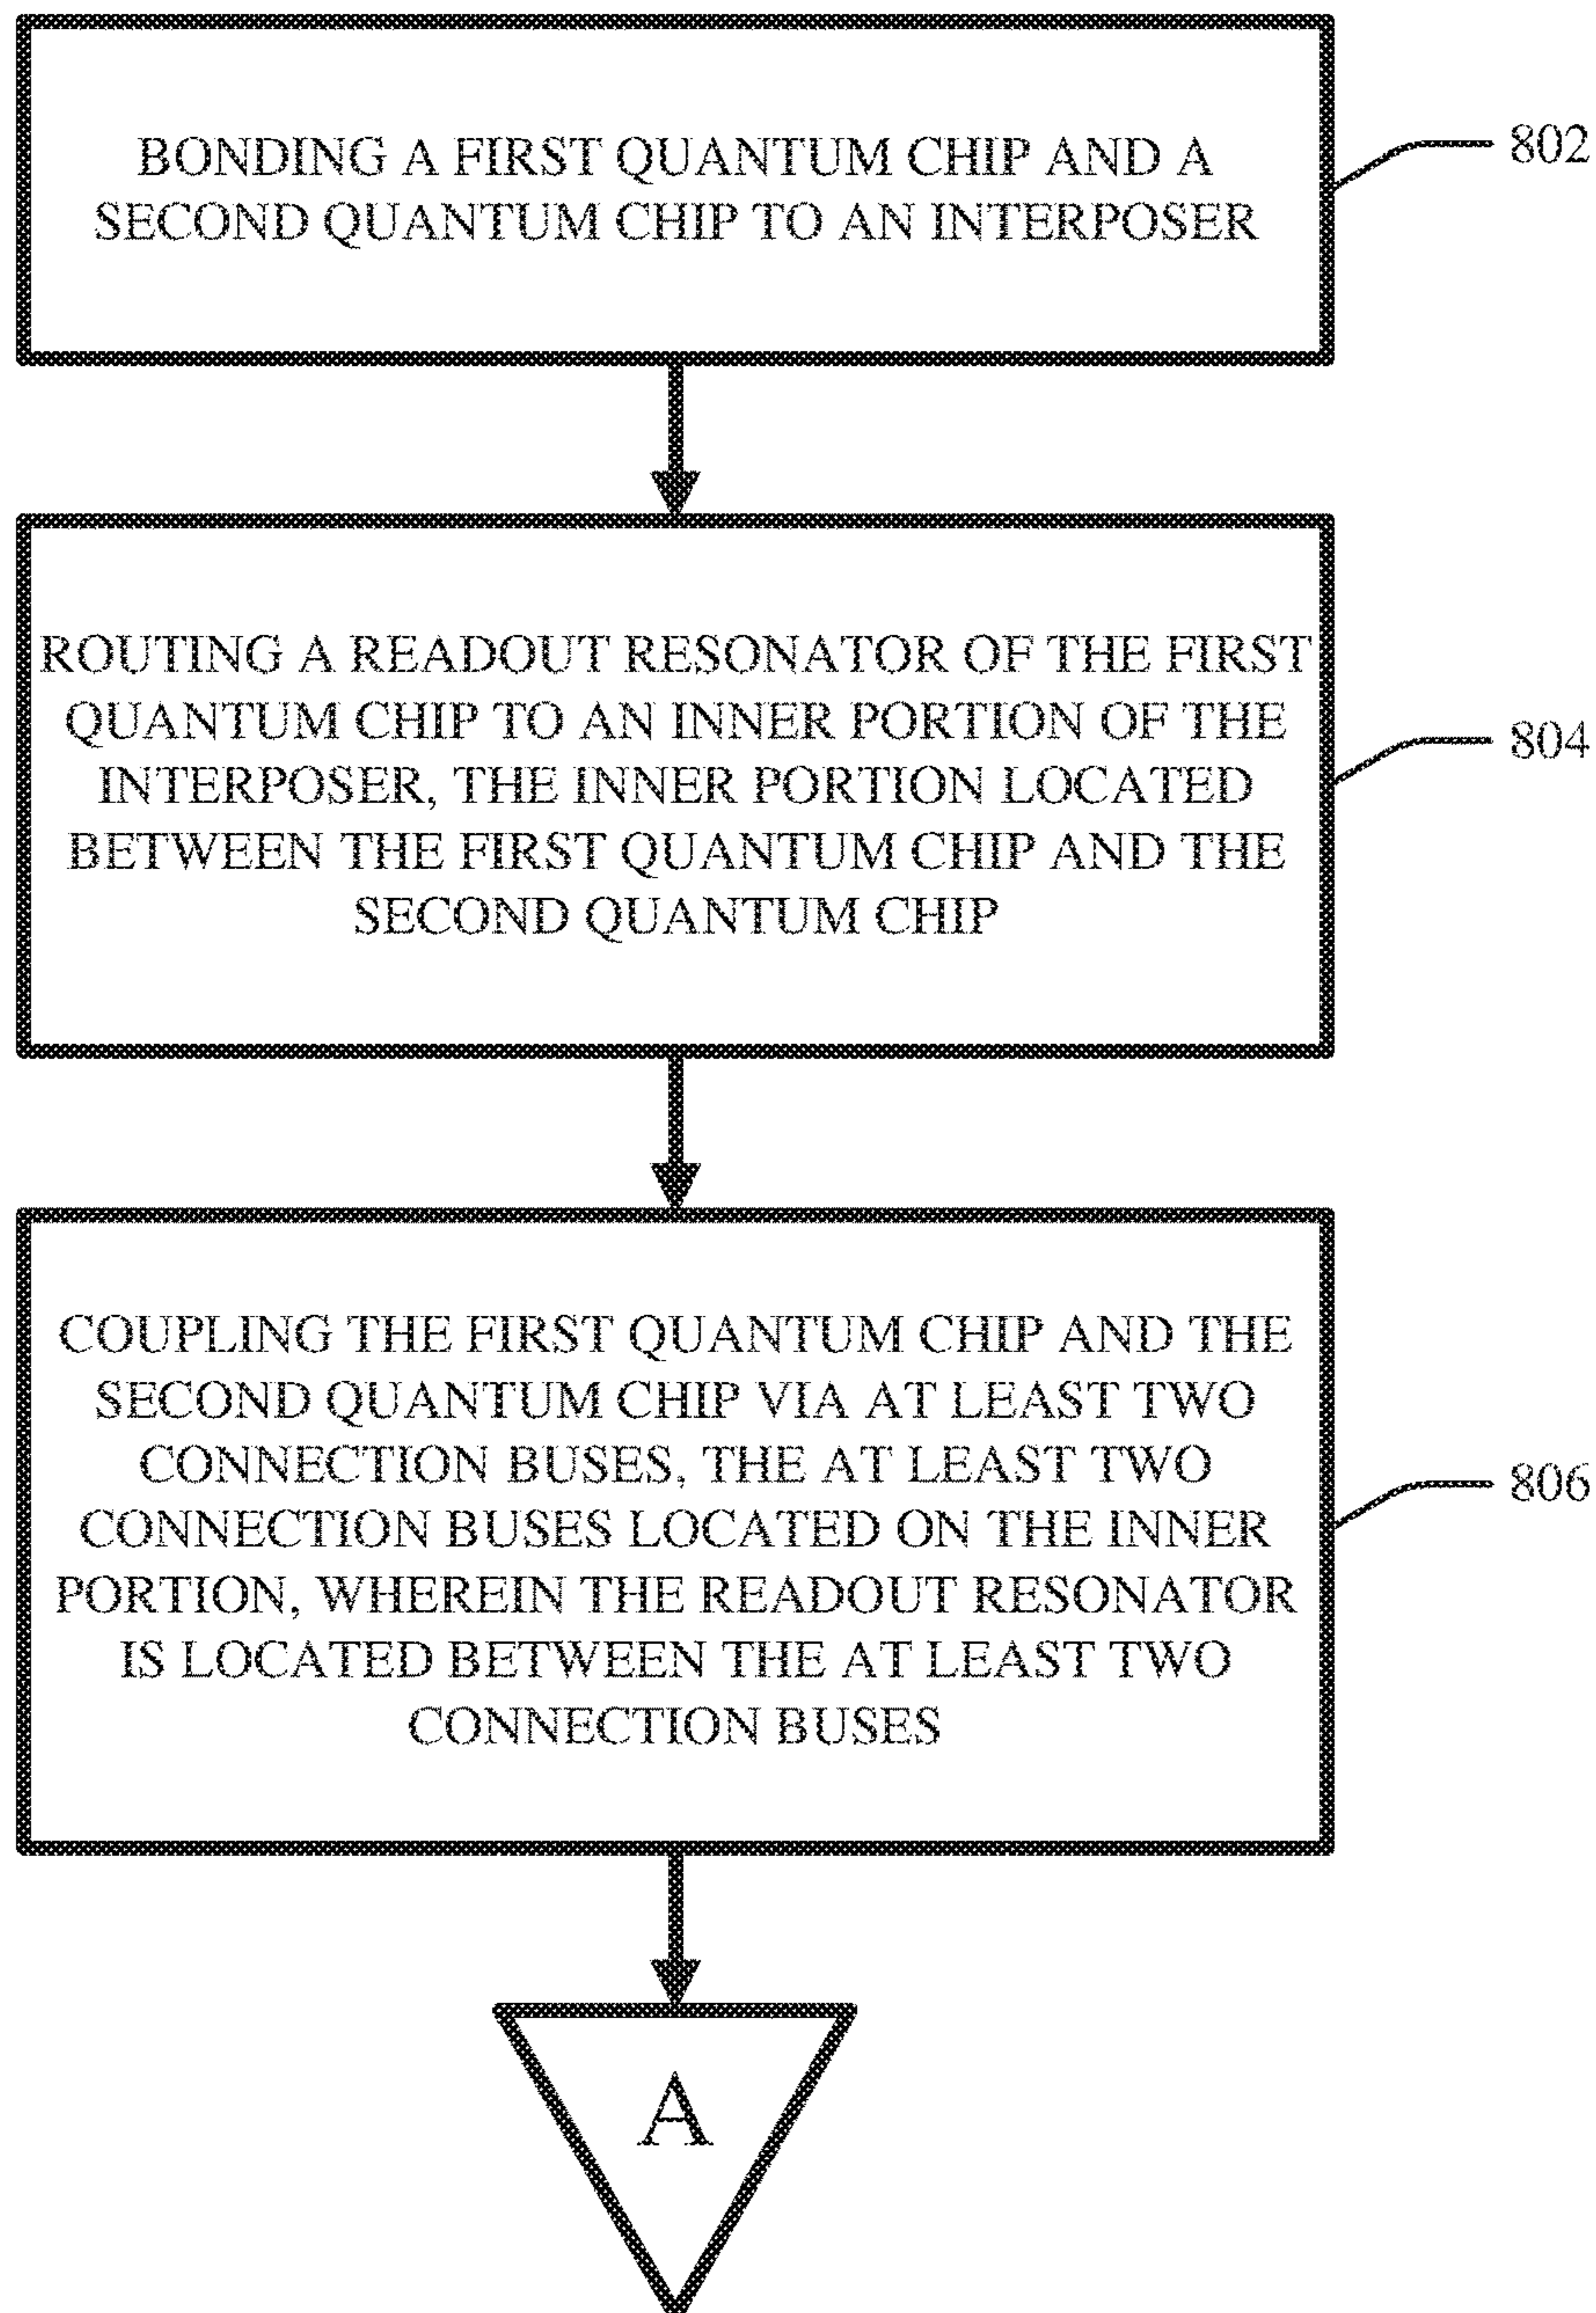 BONDING A FIRST QUANTUM CHIP AND A
SECOND QUANTUM CHIP TO AN INTERPOSER
802
ROUTING A READOUT RESONATOR OF THE FIRST
QUANTUM CHIP TO AN INNER PORTION OF THE
INTERPOSER, THE INNER PORTION LOCATED
BETWEEN THE FIRST QUANTUM CHIP AND THE
SECOND QUANTUM CHIP
804
COUPLING THE FIRST QUANTUM CHIP AND THE
SECOND QUANTUM CHIP VIA AT LEAST TWO
CONNECTION BUSES, THE AT LEAST TWO
CONNECTION BUSES LOCATED ON THE INNER
PORTION, WHEREIN THE READOUT RESONATOR
IS LOCATED BETWEEN THE AT LEAST TWO
CONNECTION BUSES
806
A